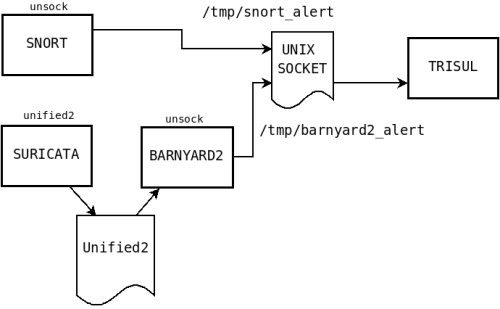 unsock
/tmp/snort_alert
SNORT
UNIX
SOCKET
TRISUL
unified2
unsock
/tmp/barnyard2_alert
SURICATA
BARNYARD2
Unified2